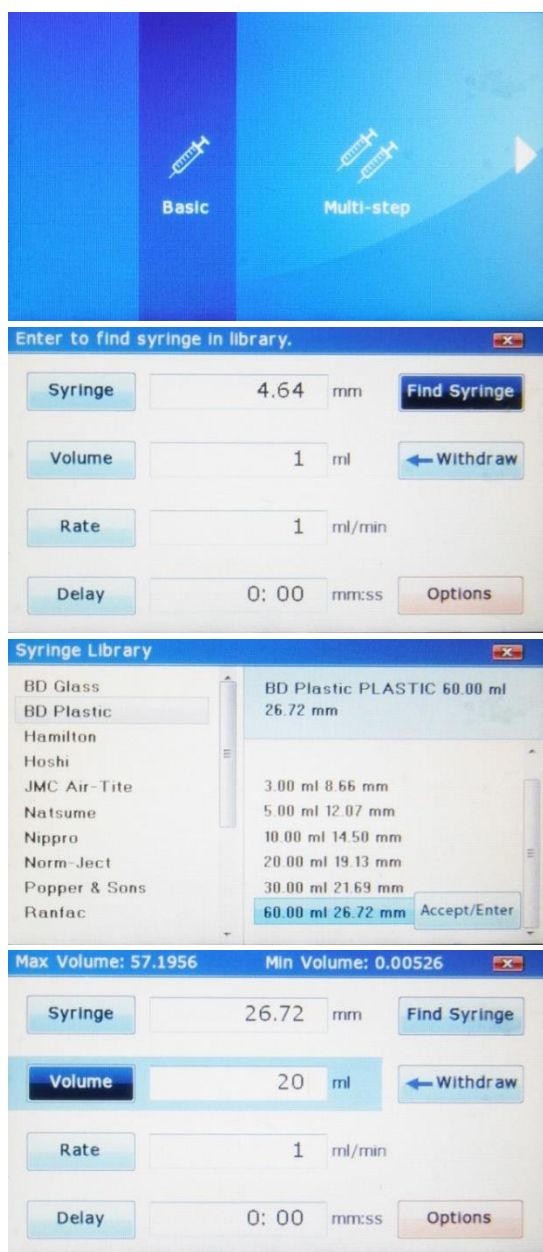 Basic Multi-step
Enter to find syringe in library.
Syringe 4.64 mm Find Syringe
Volume 1 ml Withdraw
Rate 1 ml/min
Delay 0: 00 mm:ss Options
Syringe Library
BD Glass
BD Plastic
Hamilton
Hoshi
JMC Air-Tite
Natsume
Nippro
Norm-Ject
Popper & Sons
Ranfac
BD Plastic PLASTIC 60.00 ml
26.72 mm
3.00 ml 8.66 mm
5.00 ml 12.07 mm
10.00 ml 14.50 mm
20.00 ml 19.13 mm
30.00 ml 21.69 mm
60.00 ml 26.72 mm Accept/Enter
Max Volume: 57.1956 Min Volume: 0.00526
Syringe 26.72 mm Find Syringe
Volume 20 ml Withdraw
Rate 1 ml/min
Delay 0: 00 mm:ss Options